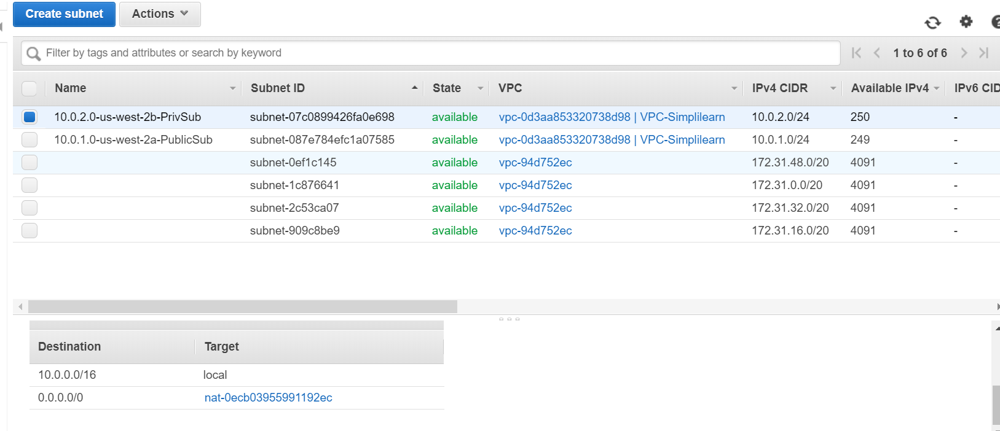 Create subnet Actions
Filter by tags and attributes or search by keyword 1 to 6 of 6
Name Subnet ID State VPC IPv4 CIDR Available IPv4 IPv6 CID
10.0.2.0-us-west-2b-PrivSub subnet-07c0899426fa0e698 available vpc-0d3aa853320738d98 | VPC-Simplilearn 10.0.2.0/24 250 -
10.0.1.0-us-west-2a-PublicSub subnet-087e784efc1a07585 available vpc-0d3aa853320738d98 | VPC-Simplilearn 10.0.1.0/24 249 -
subnet-0ef1c145 available vpc-94d752ec 172.31.48.0/20 4091 -
subnet-1c876641 available vpc-94d752ec 172.31.0.0/20 4091 -
subnet-2c53ca07 available vpc-94d752ec 172.31.32.0/20 4091 -
subnet-909c8be9 available vpc-94d752ec 172.31.16.0/20 4091 -
Destination Target
10.0.0.0/16 local
0.0.0.0/0 nat-0ecb03955991192ec